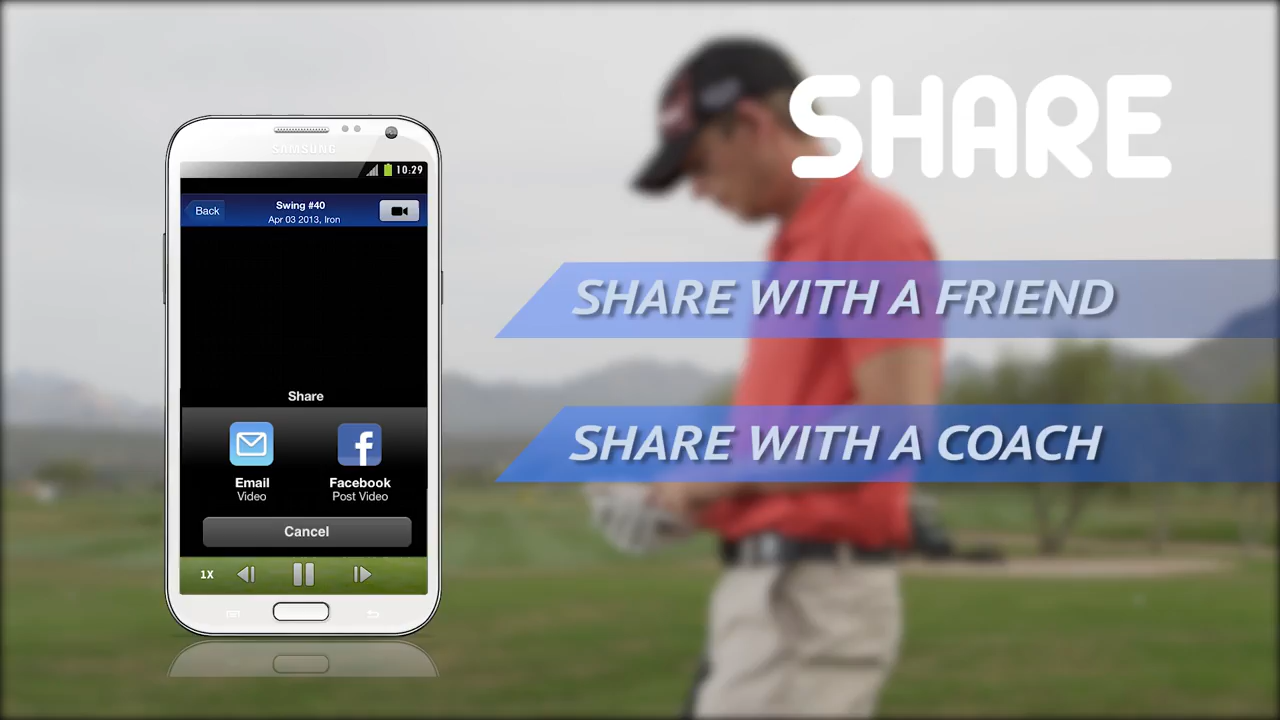 SHARE
SAMSUNG
10:29
Back
Swing #40
Apr 03 2013, Iron
Share
Email
Video
Facebook
Post Video
Cancel
1X
SHARE WITH A FRIEND
SHARE WITH A COACH